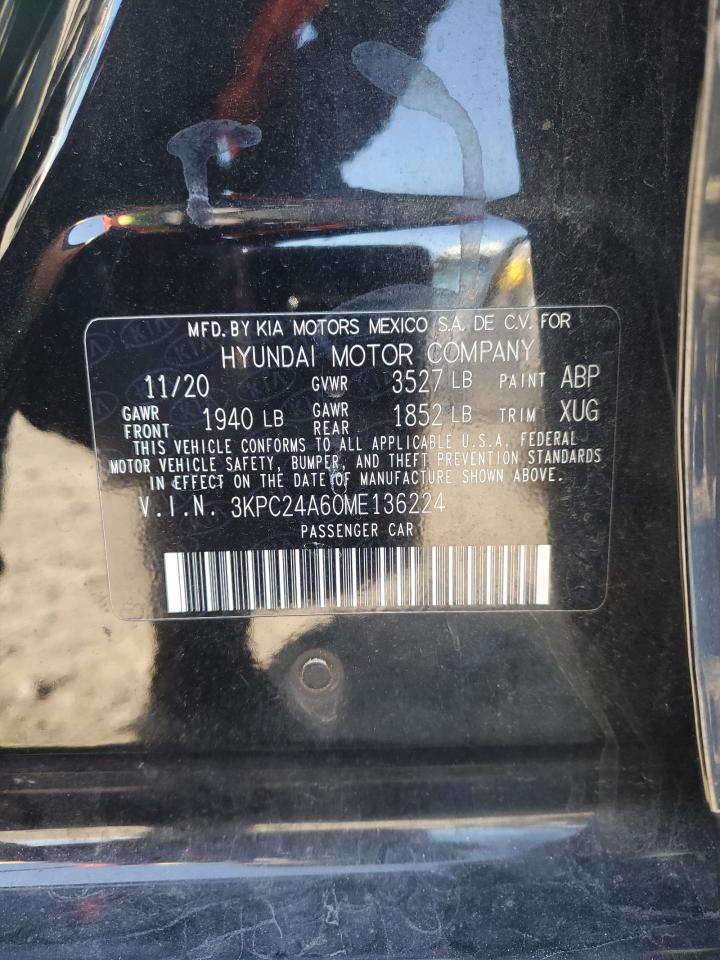 MFD. BY KIA MOTORS MEXICO S.A. DE C.V. FOR
HYUNDAI MOTOR COMPANY
11/20 GVWR 3527 LB PAINT ABP
GAWR FRONT 1940 LB GAWR REAR 1852 LB TRIM XUG
THIS VEHICLE CONFORMS TO ALL APPLICABLE U.S.A. FEDERAL
MOTOR VEHICLE SAFETY, BUMPER, AND THEFT PREVENTION STANDARDS
IN EFFECT ON THE DATE OF MANUFACTURE SHOWN ABOVE.
V.I.N. 3KPC24A60ME136224
PASSENGER CAR